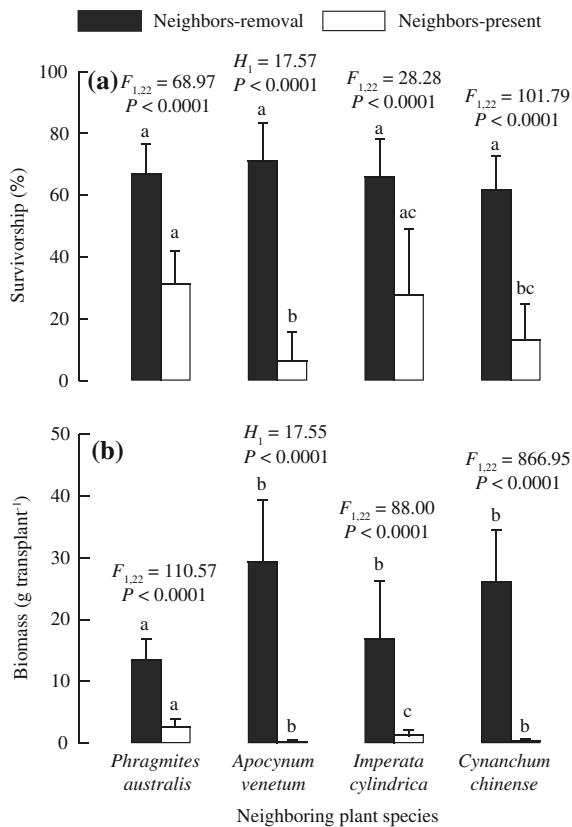 Neighbors-removal Neighbors-present
(a)
F1,22 = 68.97
P < 0.0001
H1 = 17.57
P < 0.0001
F1,22 = 28.28
P < 0.0001
F1,22 = 101.79
P < 0.0001
Survivorship (%)
100
80
60
40
20
0
a
a
a
b
a
ac
a
bc
(b)
F1,22 = 110.57
P < 0.0001
H1 = 17.55
P < 0.0001
F1,22 = 88.00
P < 0.0001
F1,22 = 866.95
P < 0.0001
Biomass (g transplant-1)
50
40
30
20
10
0
a
a
b
b
b
c
b
b
Phragmites australis
Apocynum venetum
Imperata cylindrica
Cynanchum chinense
Neighboring plant species